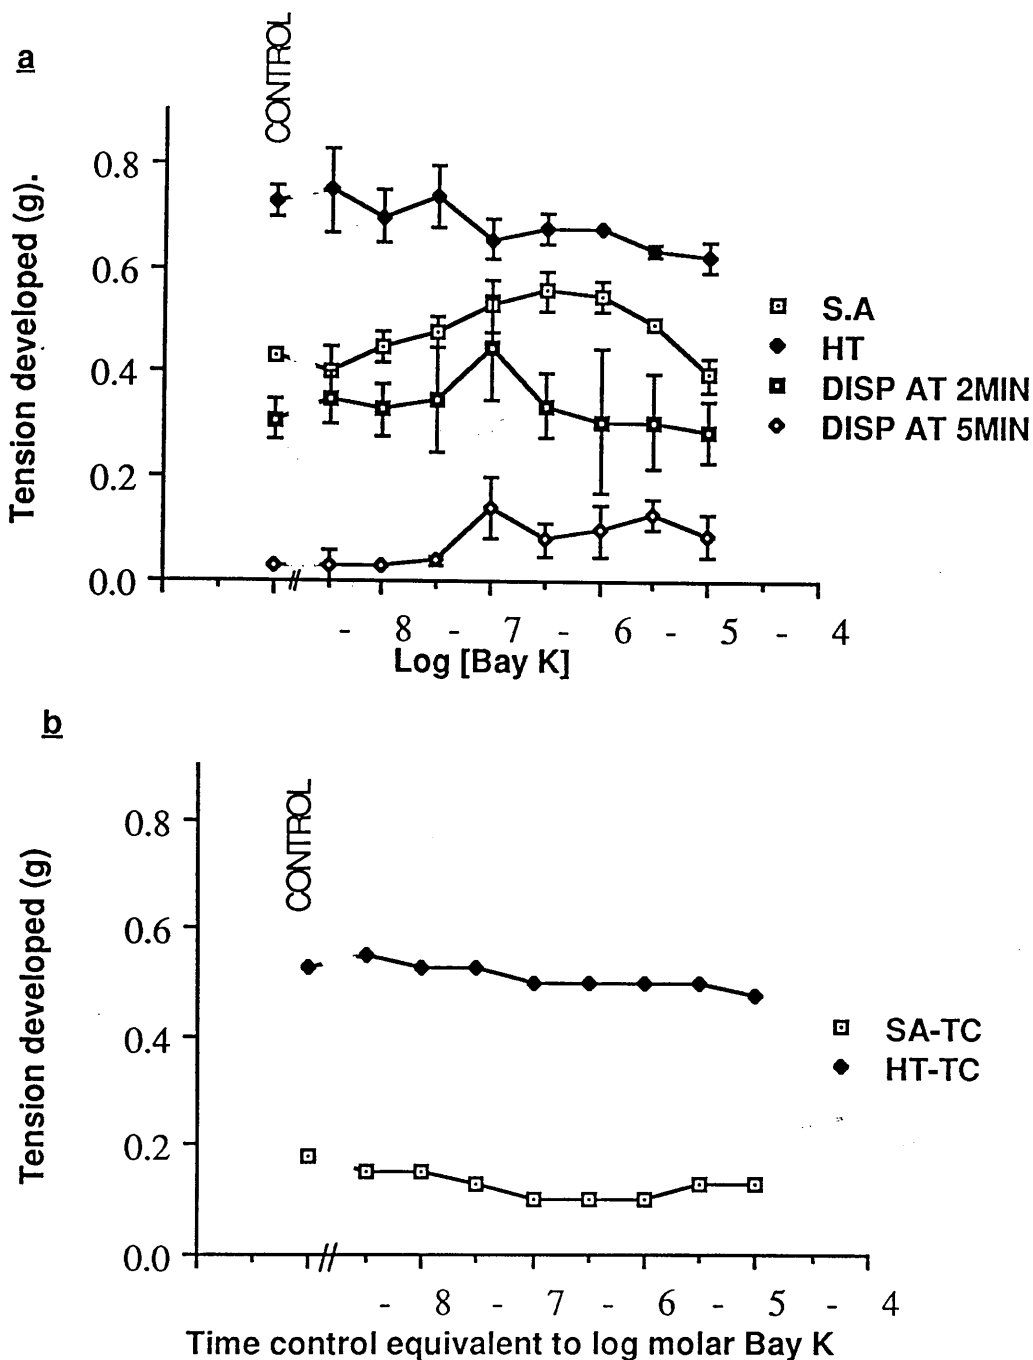 a
CONTROL
Tension developed (g).
0.8
0.6
0.4
0.2
0.0
S.A
HT
DISP AT 2MIN
DISP AT 5MIN
- 8 - 7 - 6 - 5 - 4
Log [Bay K]
b
CONTROL
Tension developed (g)
0.8
0.6
0.4
0.2
0.0
SA-TC
HT-TC
- 8 - 7 - 6 - 5 - 4
Time control equivalent to log molar Bay K